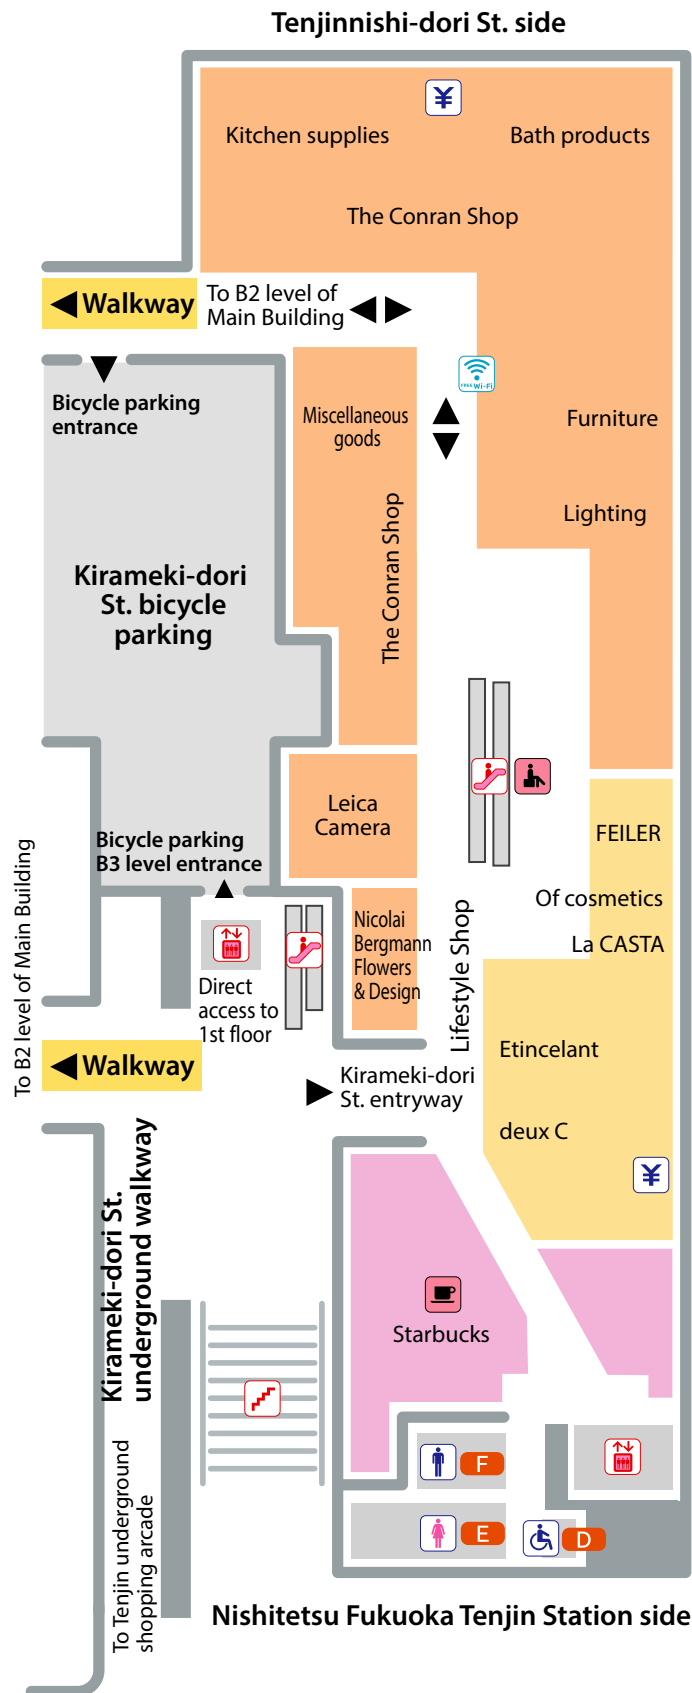 Tenjinnishi-dori St. side
¥
Kitchen supplies
Bath products
The Conran Shop
Walkway
To B2 level of
Main Building
FREE Wi-Fi
Bicycle parking
entrance
Miscellaneous
goods
Furniture
Lighting
The Conran Shop
Kirameki-dori
St. bicycle
parking
Leica
Camera
FEILER
Bicycle parking
B3 level entrance
Of cosmetics
La CASTA
Nicolai
Bergmann
Flowers
& Design
Lifestyle Shop
Direct
access to
1st floor
To B2 level of Main Building
Walkway
Etincelant
Kirameki-dori
St. entryway
deux C
¥
Kirameki-dori St.
underground walkway
Starbucks
To Tenjin underground
shopping arcade
F
E
D
Nishitetsu Fukuoka Tenjin Station side